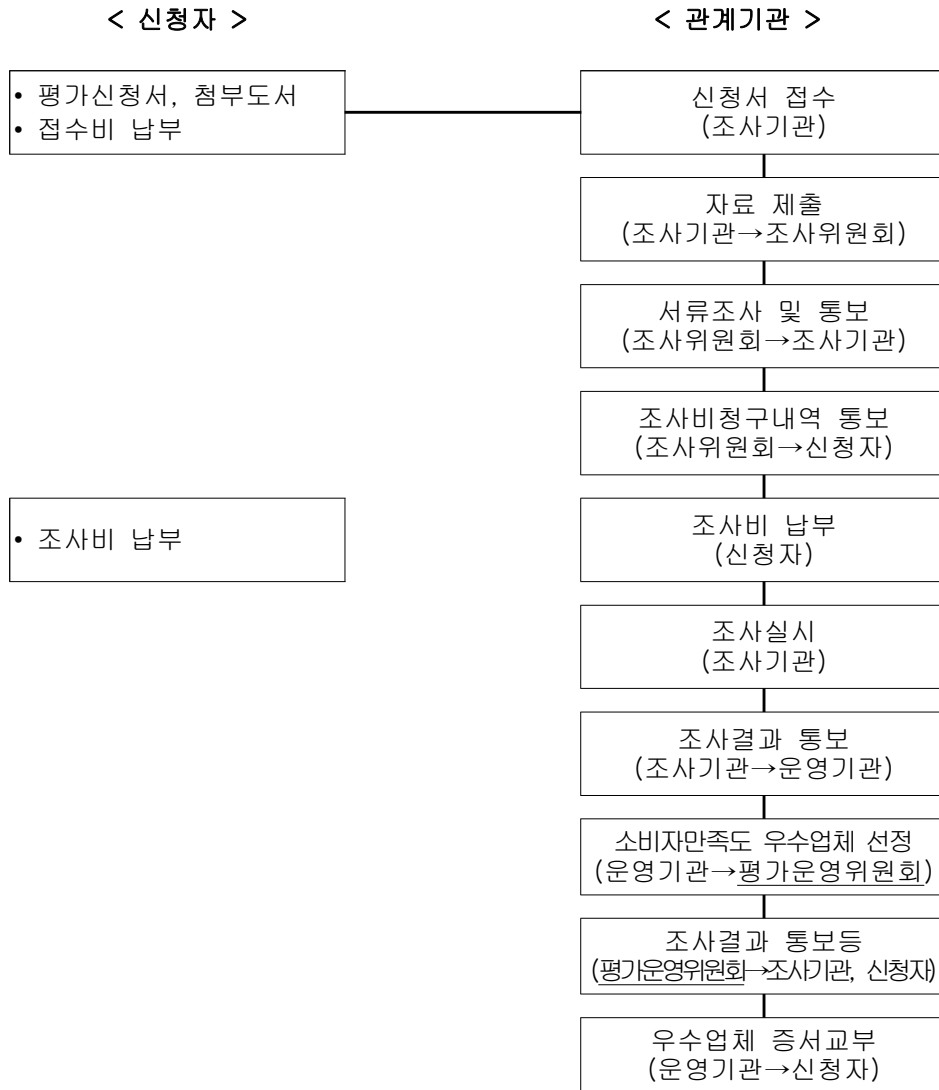 < 신청자 >
< 관계기관 >
• 평가신청서, 첨부도서
• 접수비 납부
신청서 접수
(조사기관)
자료 제출
(조사기관→조사위원회)
서류조사 및 통보
(조사위원회→조사기관)
조사비청구내역 통보
(조사위원회→신청자)
• 조사비 납부
조사비 납부
(신청자)
조사실시
(조사기관)
조사결과 통보
(조사기관→운영기관)
소비자만족도 우수업체 선정
(운영기관→평가운영위원회)
조사결과 통보등
(평가운영위원회→조사기관, 신청자)
우수업체 증서교부
(운영기관→신청자)